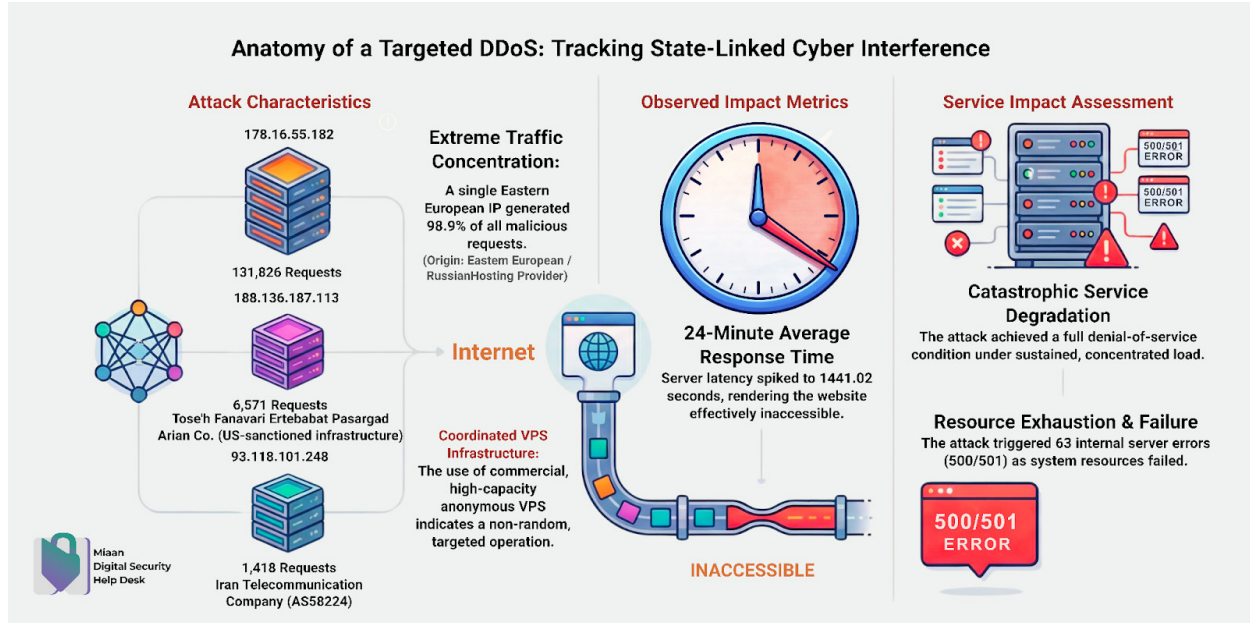 Anatomy of a Targeted DDoS: Tracking State-Linked Cyber Interference
Attack Characteristics
178.16.55.182
131,826 Requests
188.136.187.113
6,571 Requests
Tose'h Fanavari Ertebabat Pasargad
Arian Co. (US-sanctioned infrastructure)
93.118.101.248
1,418 Requests
Iran Telecommunication
Company (AS58224)
Miaan
Digital Security
Help Desk
Extreme Traffic
Concentration:
A single Eastern
European IP generated
98.9% of all malicious
requests.
(Origin: Eastern European /
RussianHosting Provider)
Internet
Coordinated VPS
Infrastructure:
The use of commercial,
high-capacity
anonymous VPS
indicates a non-random,
targeted operation.
Observed Impact Metrics
24-Minute Average
Response Time
Server latency spiked to 1441.02
seconds, rendering the website
effectively inaccessible.
INACCESSIBLE
Service Impact Assessment
500/501
ERROR
500/501
ERROR
Catastrophic Service
Degradation
The attack achieved a full denial-of-service
condition under sustained, concentrated load.
Resource Exhaustion & Failure
The attack triggered 63 internal server errors
(500/501) as system resources failed.
500/501
ERROR